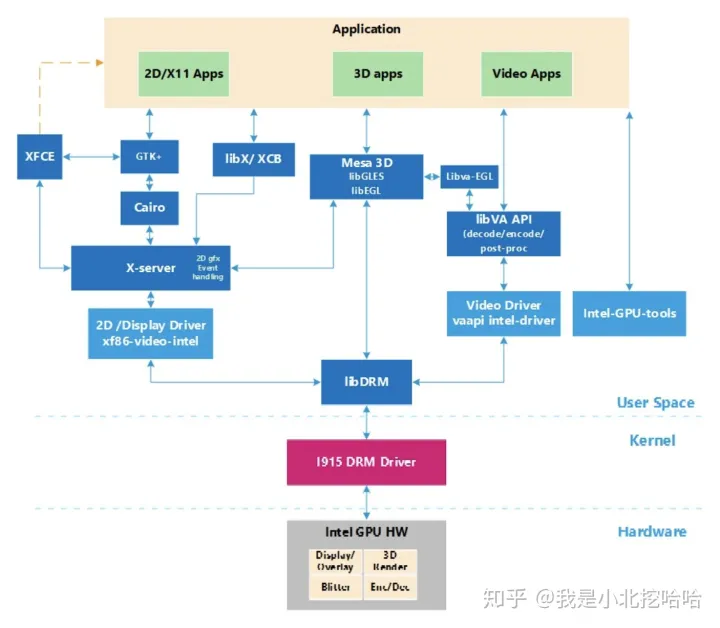 Application
2D/X11 Apps
3D apps
Video Apps
XFCE
GTK+
libX/ XCB
Mesa 3D
libGLES
libEGL
Libva-EGL
Cairo
libVA API
(decode/encode/
post-proc
X-server
2D gfx
Event
handling
2D /Display Driver
xf86-video-intel
Video Driver
vaapi intel-driver
Intel-GPU-tools
libDRM
User Space
Kernel
I915 DRM Driver
Hardware
Intel GPU HW
Display/
Overlay
3D
Render
Blitter
Enc/Dec
知乎 @我是小北挖哈哈